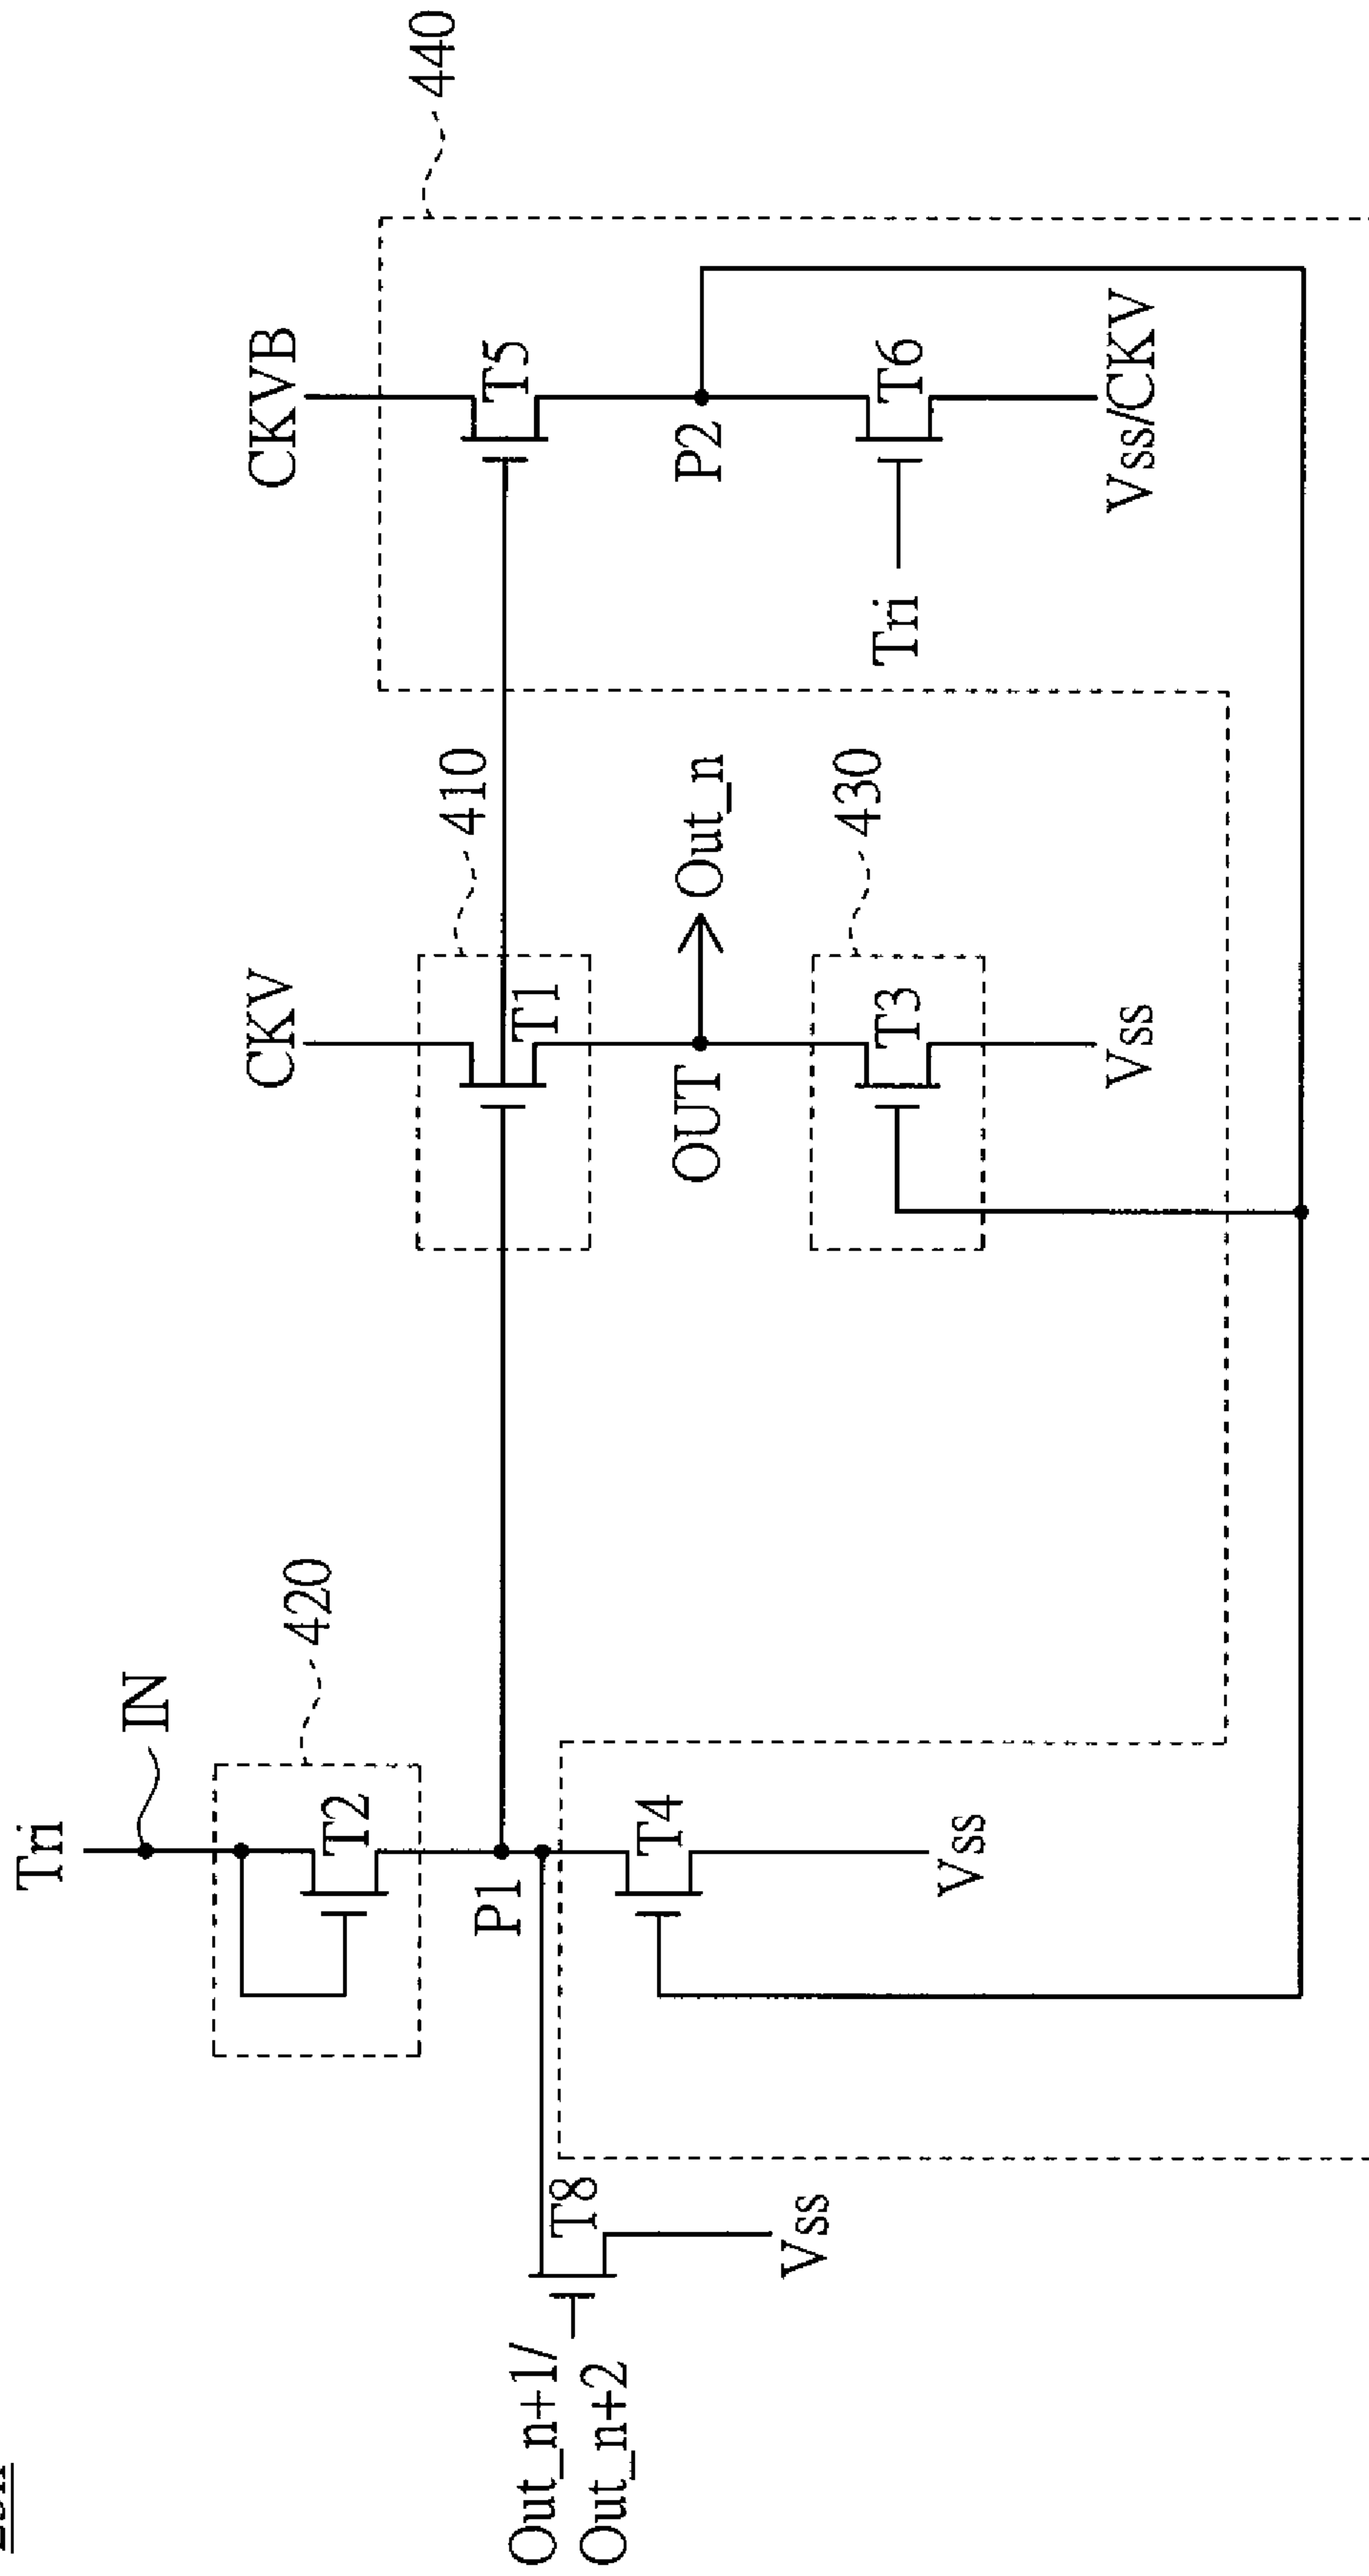 Tri
IN
420
T2
P1
T4
Vss
T8
Vss
Out_n+1/
Out_n+2
CKV
410
T1
OUT
Out_n
430
T3
Vss
CKVB
440
T5
P2
T6
Tri
Vss/CKV